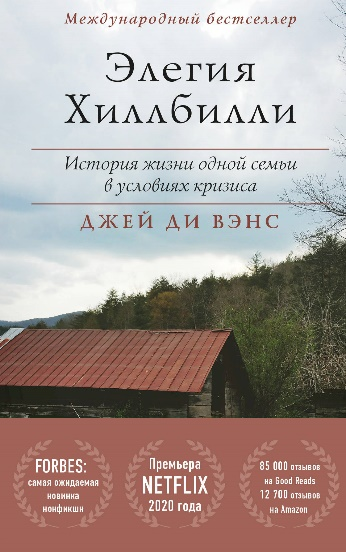 Международный бестселлер
Элегия
Хиллбилли
История жизни одной семьи
в условиях кризиса
ДЖЕЙ ДИ ВЭНС
FORBES:
самая ожидаемая
новинка
нонфикшн
Премьера
NETFLIX
2020 года
85 000 отзывов
на Good Reads
12 700 отзывов
на Amazon